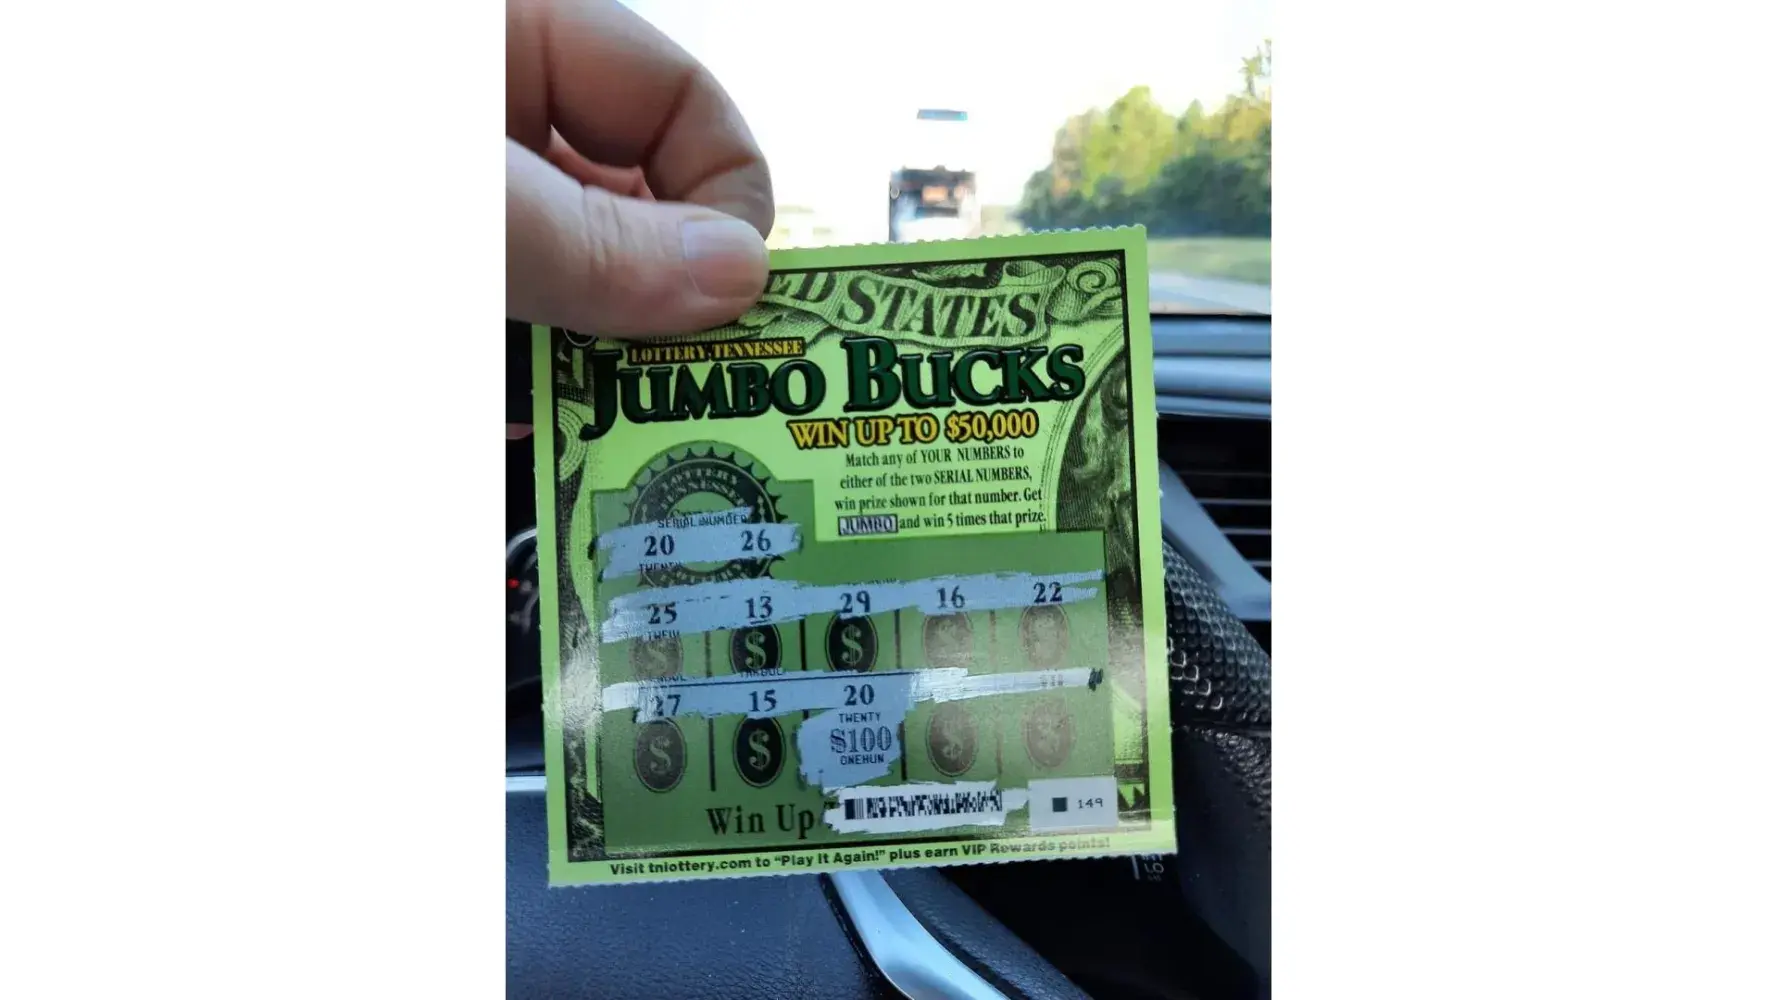 ED STATES
LOTTERY TENNESSEE
JUMBO BUCKS
WIN UP TO $50,000
Match any of YOUR NUMBERS to
either of the two SERIAL NUMBERS,
win prize shown for that number. Get
JUMBO and win 5 times that prize.
SERIAL NUMBER
20 26
25 13 29 16 22
27 15 20
TWENTY
$100
ONEHUN
Win Up
149
Visit tnlottery.com to "Play It Again!" plus earn VIP Rewards points!